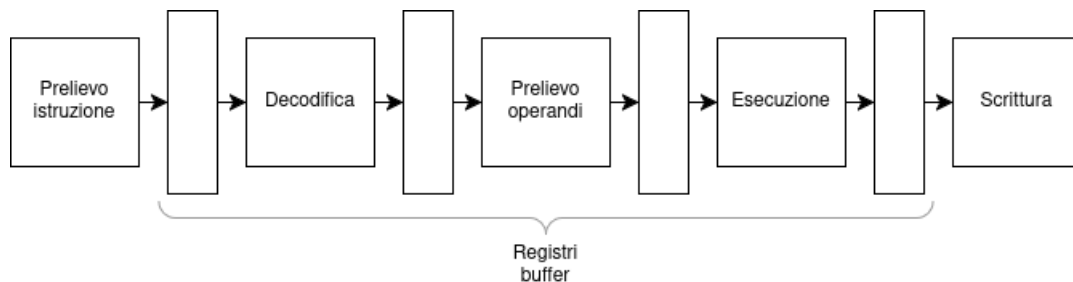 Prelievo
istruzione
Decodifica
Prelievo
operandi
Esecuzione
Scrittura
Registri
buffer